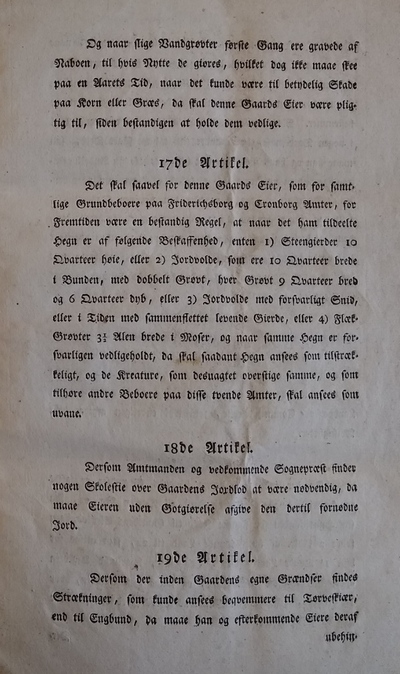 Og naar slige Vandgrøvter første Gang ere gravede af
Naboen, til hvis Nytte de giøres, hvilket dog ikke maae skee
paa en Aarets Tid, naar det kunde være til betydelig Skade
paa Korn eller Græs, da skal denne Gaards Eier være plig-
tig til, siden bestandigen at holde dem vedlige.
17de Artikel.
Det skal saavel for denne Gaards Eier, som for samt-
lige Grundbeboere paa Friderichsborg og Cronborg Amter, for
Fremtiden være en bestandig Regel, at naar det ham tildeelte
Hegn er af følgende Beskaffenhed, enten 1) Steengierder 10
Qvarteer høie, eller 2) Jordvolde, som ere 10 Qvarteer brede
i Bunden, med dobbelt Grøvt, hver Grøvt 9 Qvarteer bred
og 6 Qvarteer dyb, eller 3) Jordvolde med forsvarligt Snid,
eller i Tiden med sammenflettet levende Gierde, eller 4) Flæk-
Grøvter 3½ Alen brede i Moser, og naar samme Hegn er for-
svarligen vedligeholdt, da skal saadant Hegn ansees som tilstræk-
keligt, og de Kreature, som desuagtet overstige samme, og som
tilhøre andre Beboere paa disse tvende Amter, skal ansees som
uvane.
18de Artikel.
Dersom Amtmanden og vedkommende Sognepræst finder
nogen Skolestie over Gaardens Jordlod at være nødvendig, da
maae Eieren uden Gotgiørelse afgive den dertil fornødne
Jord.
19de Artikel.
Dersom der inden Gaardens egne Grændser findes
Strækninger, som kunde ansees beqvemmere til Tørveskiær,
end til Engbund, da maae han og efterkommende Eiere deraf
ubehin-